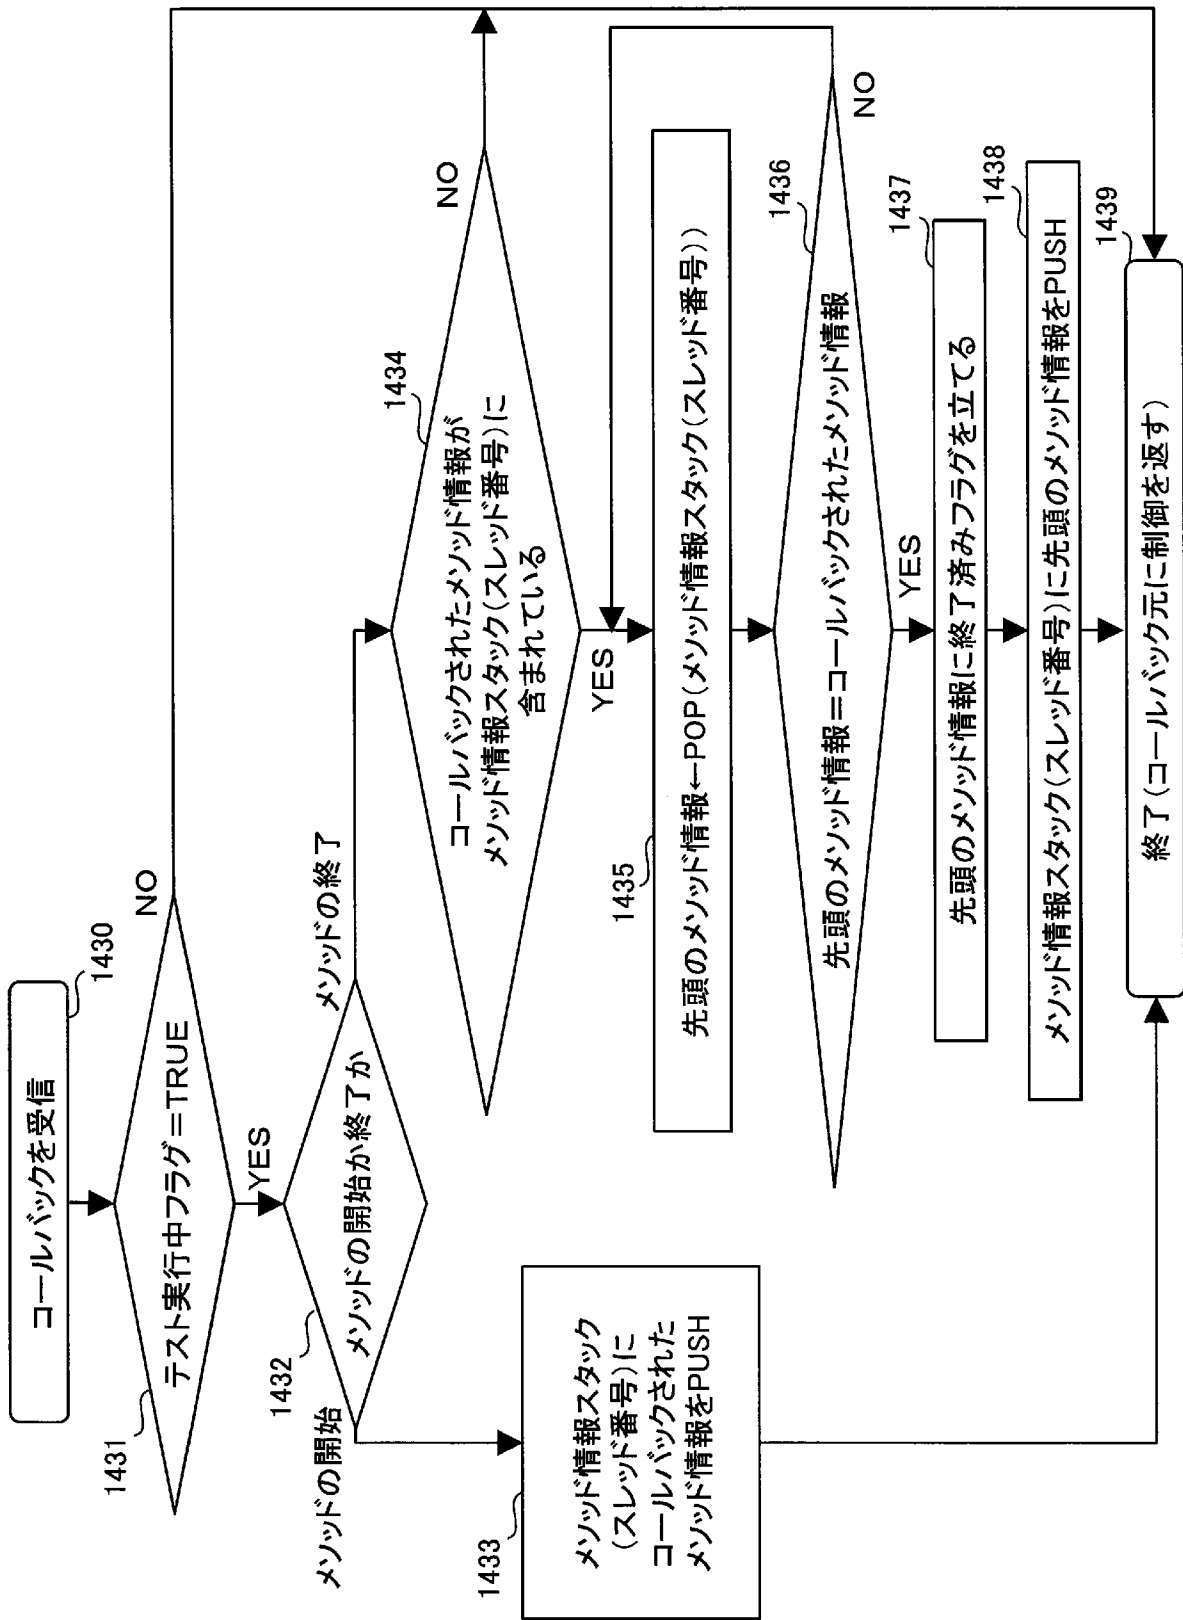 コールバックを受信
1430
テスト実行中フラグ＝TRUE
1431
NO
YES
メソッドの開始か終了か
1432
メソッドの開始
メソッドの終了
メソッド情報スタック
(スレッド番号)に
コールバックされた
メソッド情報をPUSH
1433
コールバックされたメソッド情報が
メソッド情報スタック(スレッド番号)に
含まれている
1434
NO
YES
先頭のメソッド情報←POP(メソッド情報スタック(スレッド番号))
1435
先頭のメソッド情報＝コールバックされたメソッド情報
1436
NO
YES
先頭のメソッド情報に終了済みフラグを立てる
1437
メソッド情報スタック(スレッド番号)に先頭のメソッド情報をPUSH
1438
終了(コールバック元に制御を返す)
1439